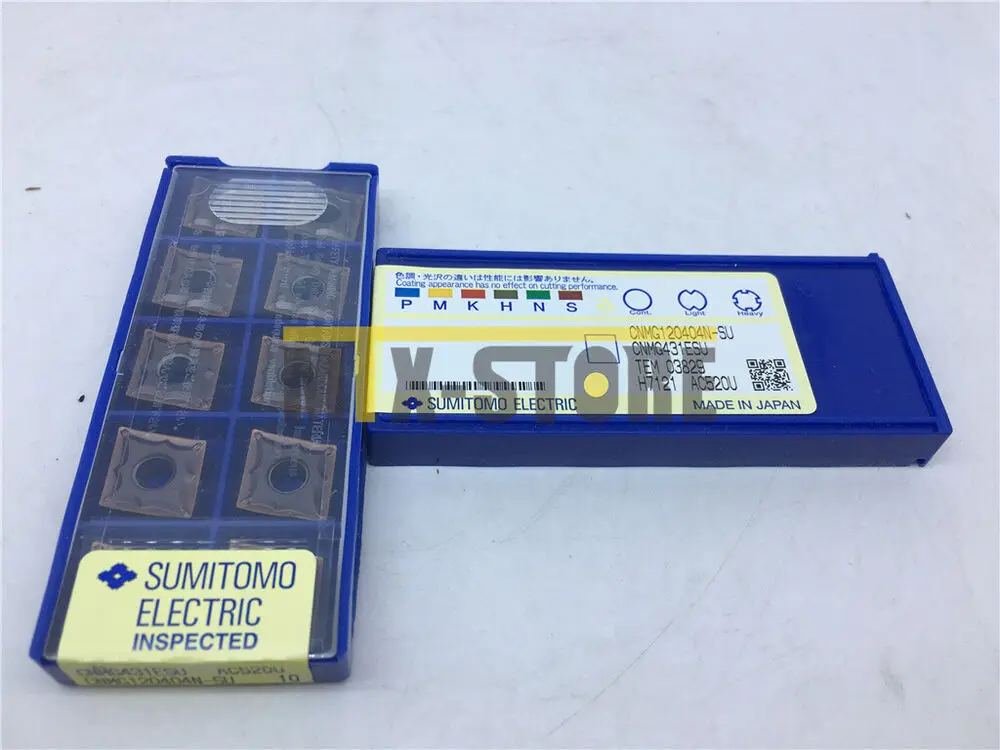 色調・光沢の違いは性能には影響ありません。
Coating appearance has no effect on cutting performance.
P M K H N S
Cont. Light Heavy
CNMG120404N-SU
CNMG431ESU
TEM 03829
H7121 AC520U
SUMITOMO ELECTRIC
MADE IN JAPAN
SUMITOMO
ELECTRIC
INSPECTED
CNMG431ESU AC520U
CNMG120404N-SU 10